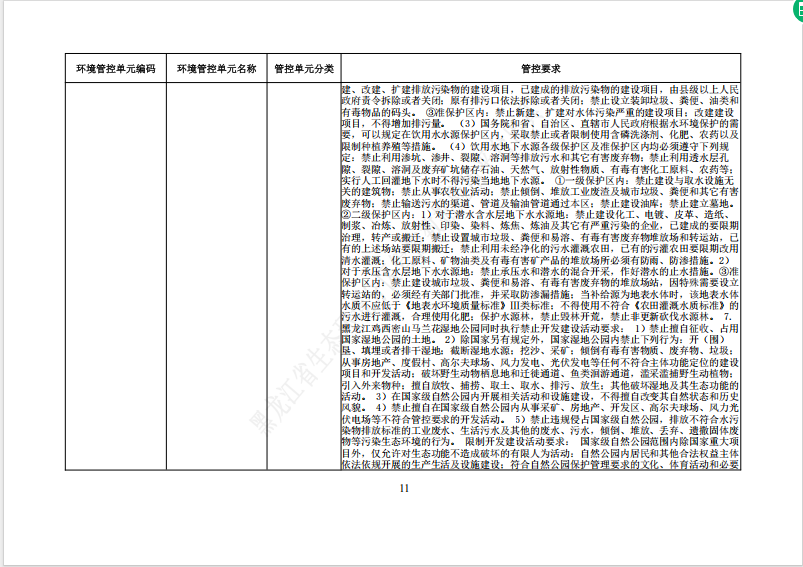 环境管控单元编码 环境管控单元名称 管控单元分类 管控要求
建、改建、扩建排放污染物的建设项目，已建成的排放污染物的建设项目，由县级以上人民
政府责令拆除或者关闭；原有排污口依法拆除或者关闭；禁止设立装卸垃圾、粪便、油类和
有毒物品的码头。 ③准保护区内：禁止新建、扩建对水体污染严重的建设项目；改建建设
项目，不得增加排污量。 （3）国务院和省、自治区、直辖市人民政府根据水环境保护的需
要，可以规定在饮用水水源保护区内，采取禁止或者限制使用含磷洗涤剂、化肥、农药以及
限制种植养殖等措施。 （4）饮用水地下水源各级保护区及准保护区内均必须遵守下列规
定：禁止利用渗坑、渗井、裂隙、溶洞等排放污水和其它有害废弃物；禁止利用透水层孔
隙、裂隙、溶洞及废弃矿坑储存石油、天然气、放射性物质、有毒有害化工原料、农药等；
实行人工回灌地下水时不得污染当地地下水源。 ①一级保护区内：禁止建设与取水设施无
关的建筑物；禁止从事农牧业活动；禁止倾倒、堆放工业废渣及城市垃圾、粪便和其它有害
废弃物；禁止输送污水的渠道、管道及输油管道通过本区；禁止建设油库；禁止建立墓地。
②二级保护区内：1）对于潜水含水层地下水水源地：禁止建设化工、电镀、皮革、造纸、
制浆、冶炼、放射性、印染、染料、炼焦、炼油及其它有严重污染的企业，已建成的要限期
治理，转产或搬迁；禁止设置城市垃圾、粪便和易溶、有毒有害废弃物堆放场和转运站，已
有的上述场站要限期搬迁；禁止利用未经净化的污水灌溉农田，已有的污灌农田要限期改用
清水灌溉；化工原料、矿物油类及有毒有害矿产品的堆放场所必须有防雨、防渗措施。2）
对于承压含水层地下水水源地：禁止承压水和潜水的混合开采，作好潜水的止水措施。③准
保护区内：禁止建设城市垃圾、粪便和易溶、有毒有害废弃物的堆放场站，因特殊需要设立
转运站的，必须经有关部门批准，并采取防渗漏措施；当补给源为地表水体时，该地表水体
水质不应低于《地表水环境质量标准》Ⅲ类标准；不得使用不符合《农田灌溉水质标准》的
污水进行灌溉，合理使用化肥；保护水源林，禁止毁林开荒，禁止非更新砍伐水源林。 7.
黑龙江鸡西密山马兰花湿地公园同时执行禁止开发建设活动要求： 1）禁止擅自征收、占用
国家湿地公园的土地。 2）除国家另有规定外，国家湿地公园内禁止下列行为：开（围）
垦、填埋或者排干湿地；截断湿地水源；挖沙、采矿；倾倒有毒有害物质、废弃物、垃圾；
从事房地产、度假村、高尔夫球场、风力发电、光伏发电等任何不符合主体功能定位的建设
项目和开发活动；破坏野生动物栖息地和迁徙通道、鱼类洄游通道，滥采滥捕野生动植物；
引入外来物种；擅自放牧、捕捞、取土、取水、排污、放生；其他破坏湿地及其生态功能的
活动。 3）在国家级自然公园内开展相关活动和设施建设，不得擅自改变其自然状态和历史
风貌。 4）禁止擅自在国家级自然公园内从事采矿、房地产、开发区、高尔夫球场、风力光
伏电场等不符合管控要求的开发活动。 5）禁止违规侵占国家级自然公园，排放不符合水污
染物排放标准的工业废水、生活污水及其他的废水、污水，倾倒、堆放、丢弃、遗撒固体废
物等污染生态环境的行为。 限制开发建设活动要求： 国家级自然公园范围内除国家重大项
目外，仅允许对生态功能不造成破坏的有限人为活动：自然公园内居民和其他合法权益主体
依法依规开展的生产生活及设施建设；符合自然公园保护管理要求的文化、体育活动和必要
黑龙江省生态
11